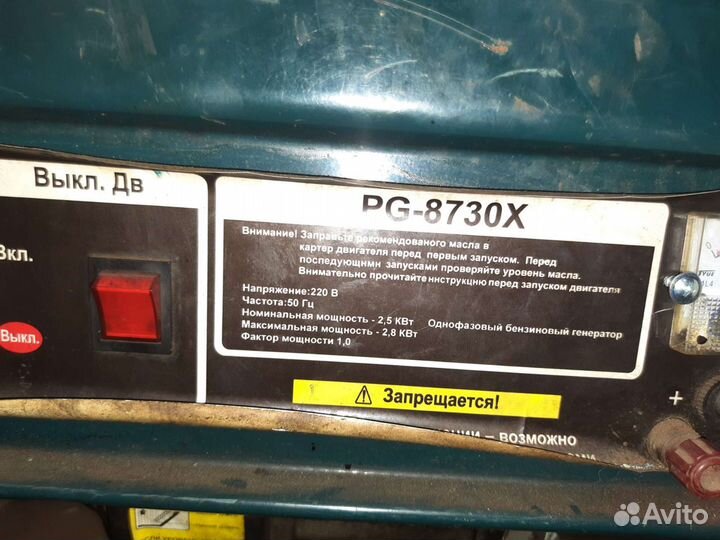 Выкл. Дв
Вкл.
Выкл.
PG-8730X
Внимание! Заправьте рекомендованого масла в
картер двигателя перед первым запуском. Перед
поспедующнмн запусками проверяйте уровень масла.
Внимательно прочитайте инструкцню перед запуском двигателя
Напряжение:220 В
Частота:50 Гц
Номинальная мощность - 2,5 КВт Однофазовый бензиновый генератор
Максимальная мощность - 2,8 КВт
Фактор мощности 1,0
Запрещается!
+
– ВОЗМОЖНО
Avito